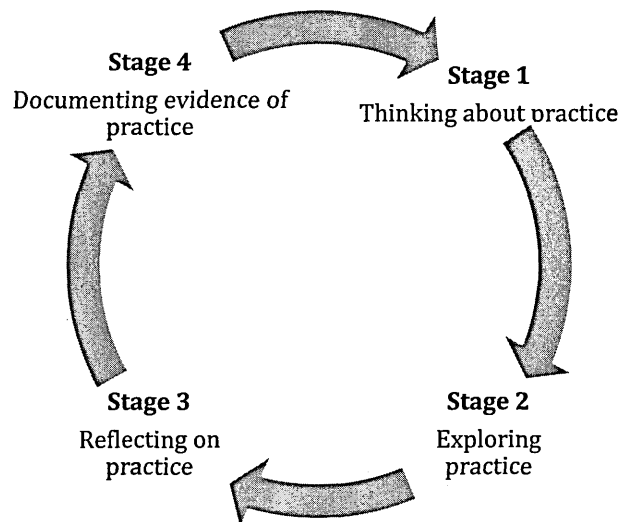 Stage 4
Documenting evidence of
practice
Stage 1
Thinking about practice
Stage 2
Exploring
practice
Stage 3
Reflecting on
practice